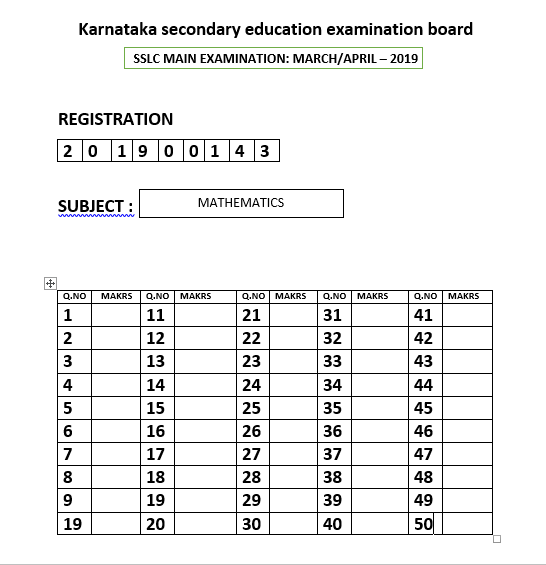 Karnataka secondary education examination board
SSLC MAIN EXAMINATION: MARCH/APRIL – 2019
REGISTRATION
2 0 1 9 0 0 1 4 3
SUBJECT : MATHEMATICS
Q.NO MAKRS Q.NO MAKRS Q.NO MAKRS Q.NO MAKRS Q.NO MAKRS
1 11 21 31 41
2 12 22 32 42
3 13 23 33 43
4 14 24 34 44
5 15 25 35 45
6 16 26 36 46
7 17 27 37 47
8 18 28 38 48
9 19 29 39 49
19 20 30 40 50